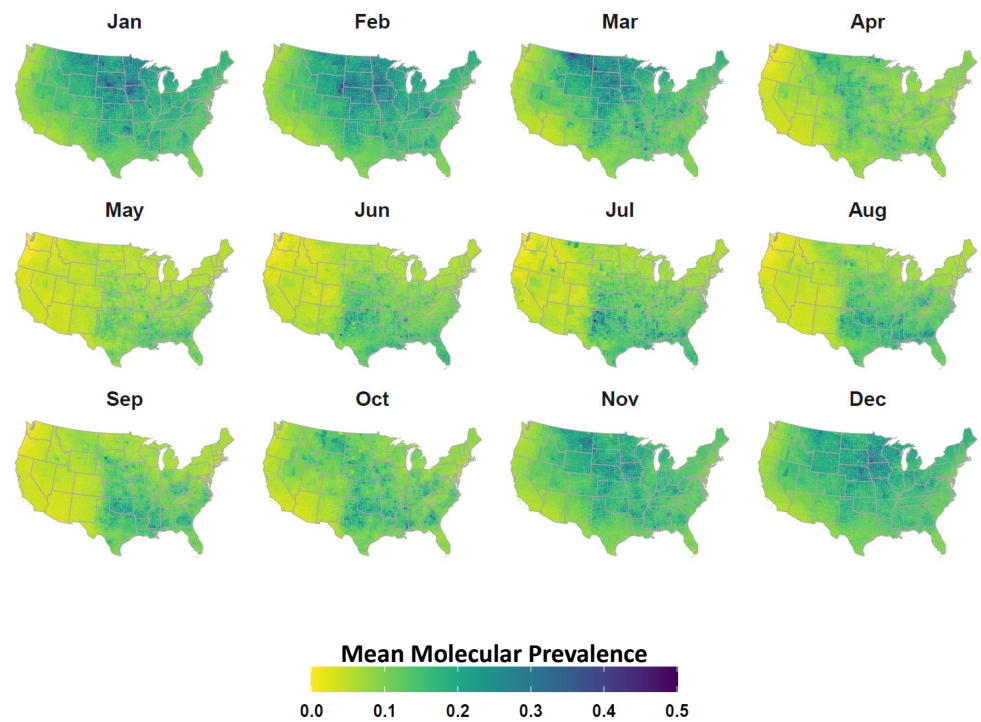 Jan Feb Mar Apr
May Jun Jul Aug
Sep Oct Nov Dec
Mean Molecular Prevalence
0.0 0.1 0.2 0.3 0.4 0.5